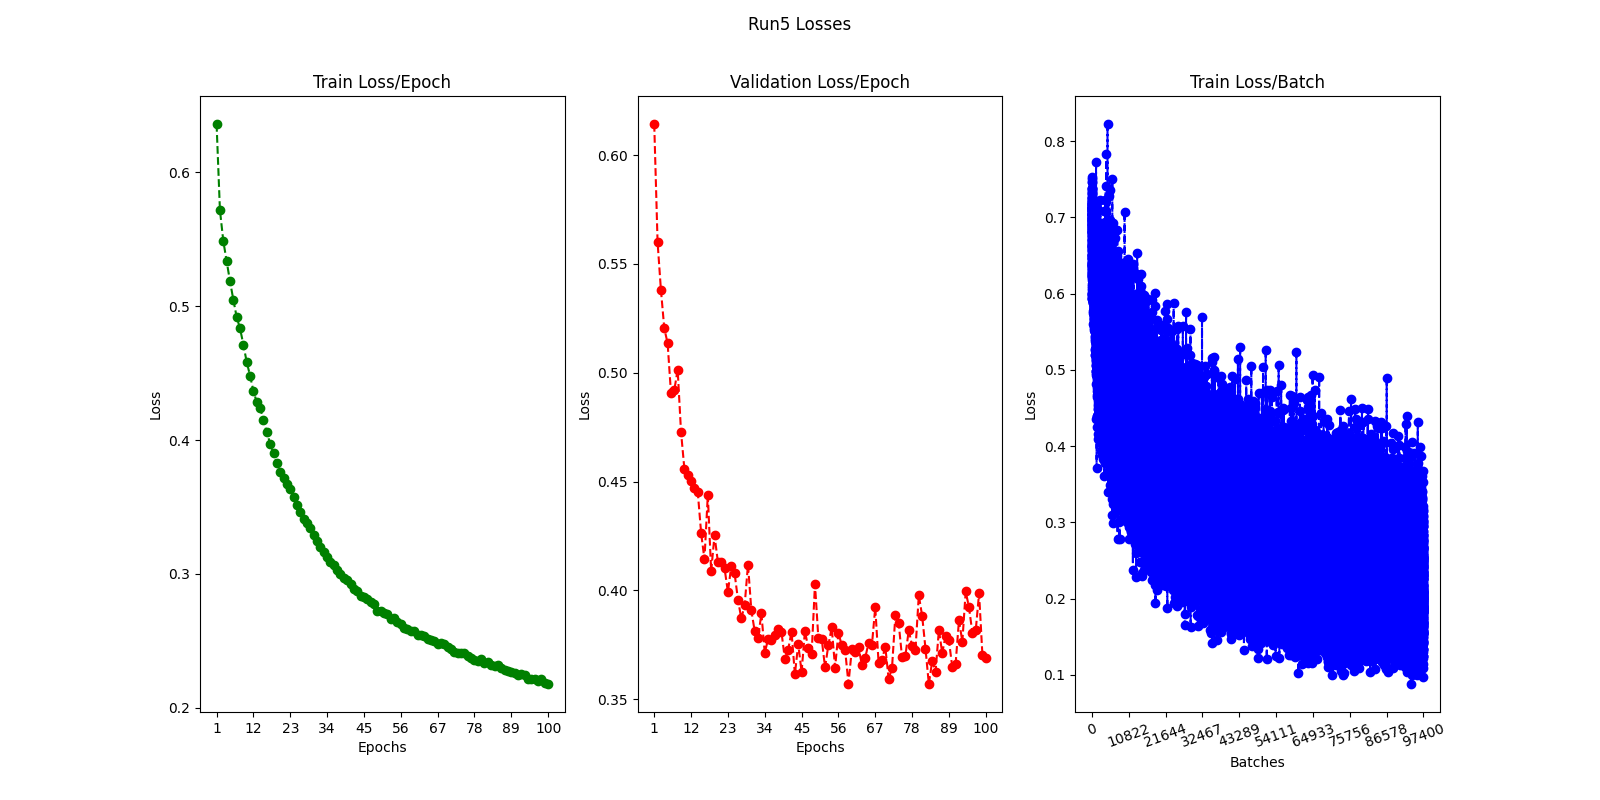 Run5 Losses
Train Loss/Epoch
Validation Loss/Epoch
Train Loss/Batch
Loss
0.6
0.5
0.4
0.3
0.2
1 12 23 34 45 56 67 78 89 100
Epochs
Loss
0.60
0.55
0.50
0.45
0.40
0.35
1 12 23 34 45 56 67 78 89 100
Epochs
Loss
0.8
0.7
0.6
0.5
0.4
0.3
0.2
0.1
0 10822 21644 32467 43289 54111 64933 75756 86578 97400
Batches